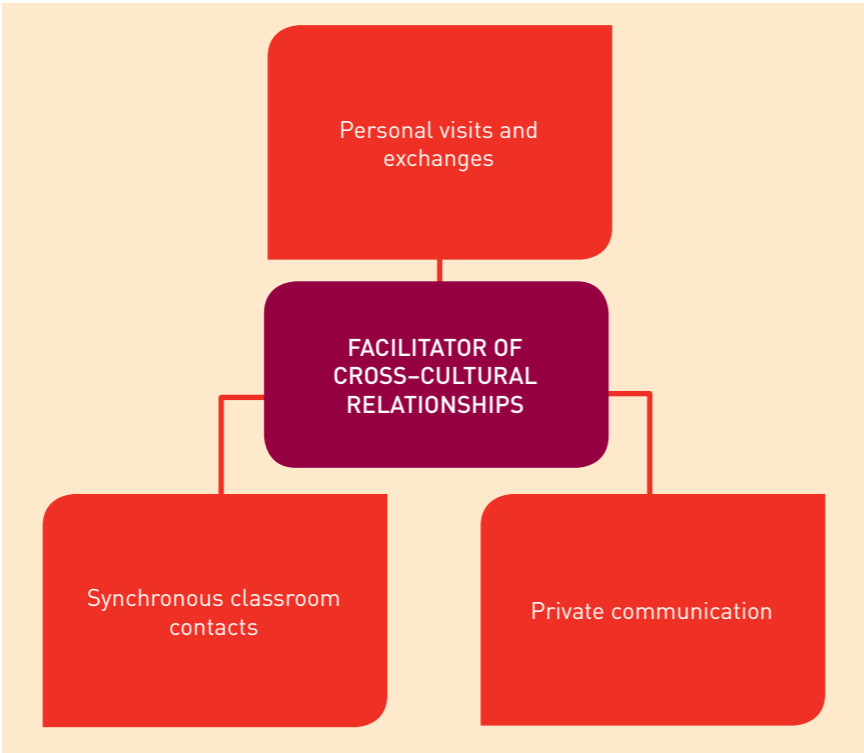 Personal visits and
exchanges
FACILITATOR OF
CROSS–CULTURAL
RELATIONSHIPS
Synchronous classroom
contacts
Private communication